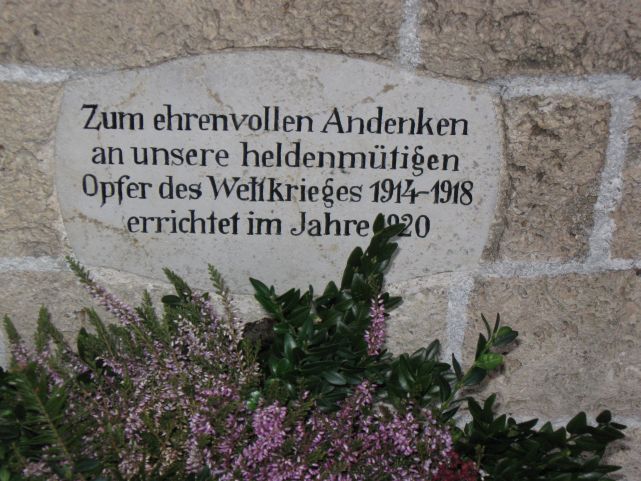 Zum ehrenvollen Andenken
an unsere heldenmütigen
Opfer des Weltkrieges 1914-1918
errichtet im Jahre 1920